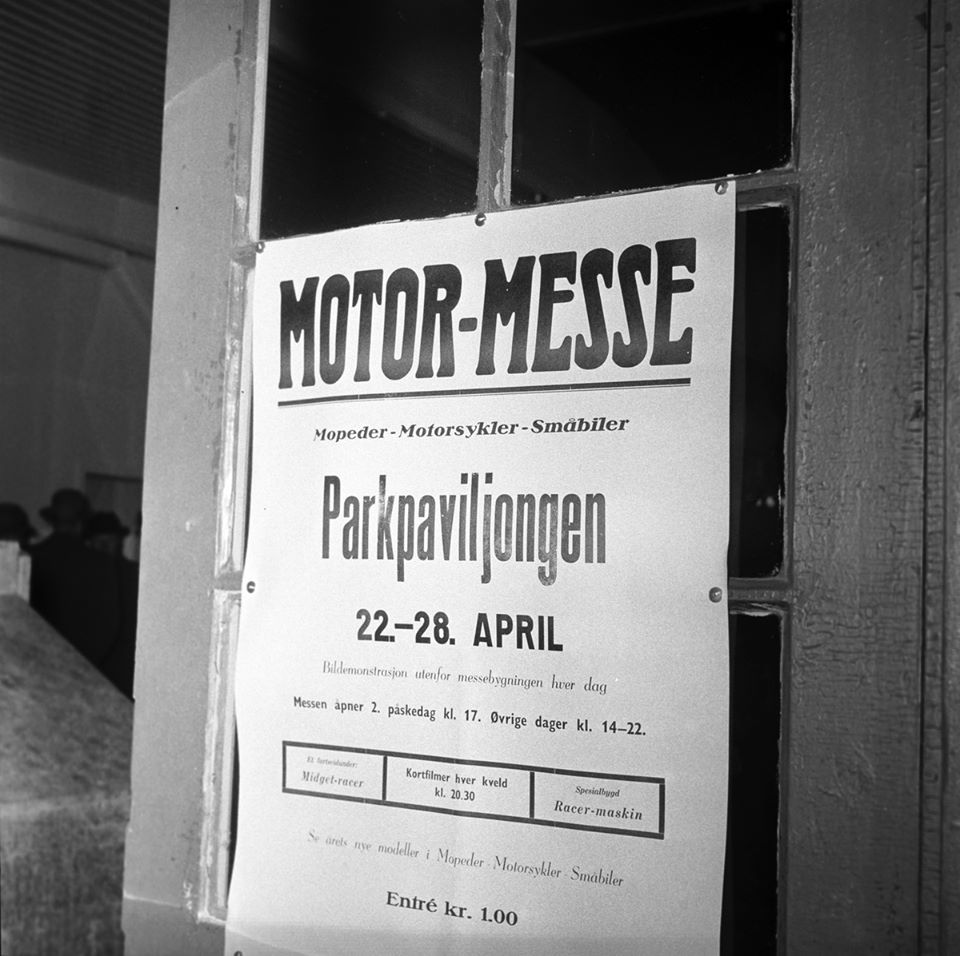 MOTOR-MESSE
Mopeder - Motorsykler - Småbiler
Parkpaviljongen
22.–28. APRIL
Bildemonstrasjon utenfor messebygningen hver dag
Messen åpner 2. påskedag kl. 17. Øvrige dager kl. 14–22.
Et fartsvidunder:
Midget-racer
Kortfilmer hver kveld
kl. 20.30
Spesialbygd
Racer-maskin
Se årets nye modeller i Mopeder - Motorsykler - Småbiler
Entré kr. 1.00